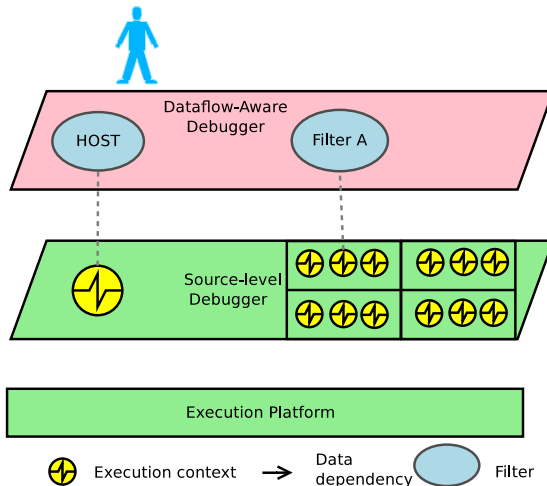 Dataflow-Aware
Debugger
HOST
Filter A
Source-level
Debugger
Execution Platform
Execution context
Data
dependency
Filter